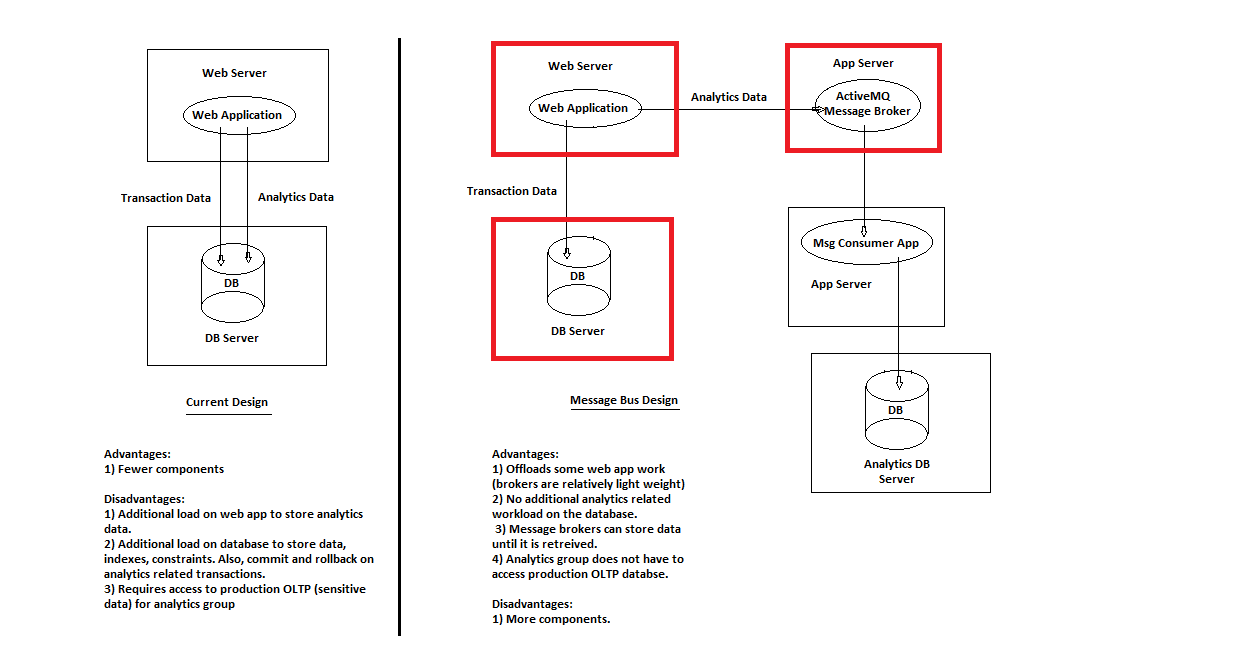 Web Server
Web Application
Transaction Data
Analytics Data
DB
DB Server
Current Design
Advantages:
1) Fewer components
Disadvantages:
1) Additional load on web app to store analytics
data.
2) Additional load on database to store data,
indexes, constraints. Also, commit and rollback on
analytics related transactions.
3) Requires access to production OLTP (sensitive
data) for analytics group
Web Server
Web Application
Analytics Data
App Server
ActiveMQ
Message Broker
Transaction Data
DB
DB Server
Msg Consumer App
App Server
DB
Analytics DB
Server
Message Bus Design
Advantages:
1) Offloads some web app work
(brokers are relatively light weight)
2) No additional analytics related
workload on the database.
3) Message brokers can store data
until it is retreived.
4) Analytics group does not have to
access production OLTP databse.
Disadvantages:
1) More components.